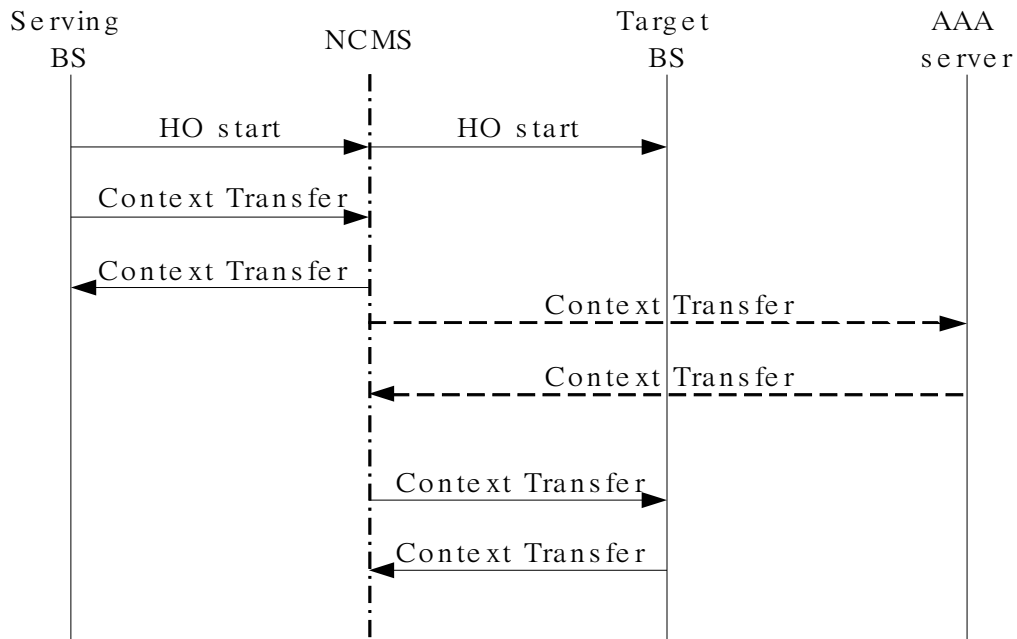 Serving
BS
NCMS
Target
BS
AAA
server
HO start
HO start
Context Transfer
Context Transfer
Context Transfer
Context Transfer
Context Transfer
Context Transfer